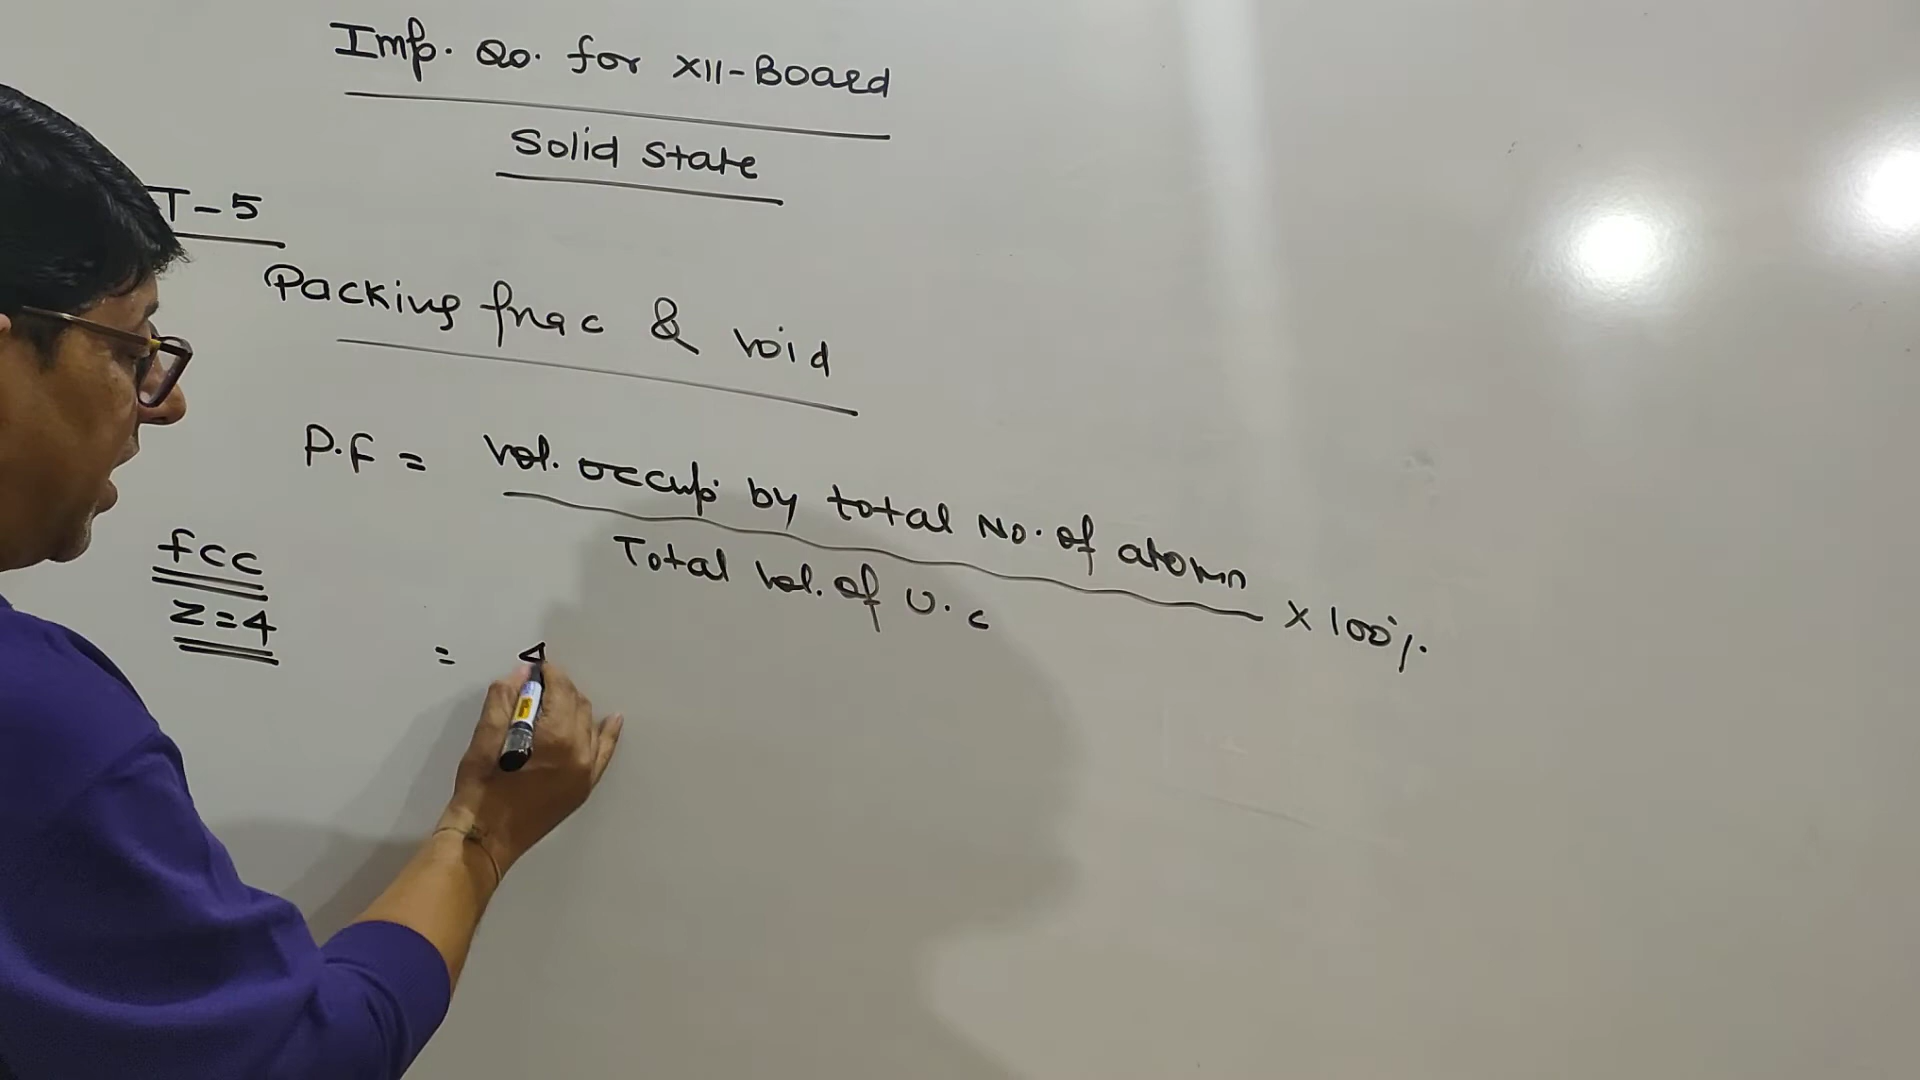 Imp. Qo. for XII-Board
Solid State
T-5
Packing frac & void
P.F = Vol. occup. by total No. of atoms
Total Vol. of U.C
× 100%.
fcc
Z=4
= 4